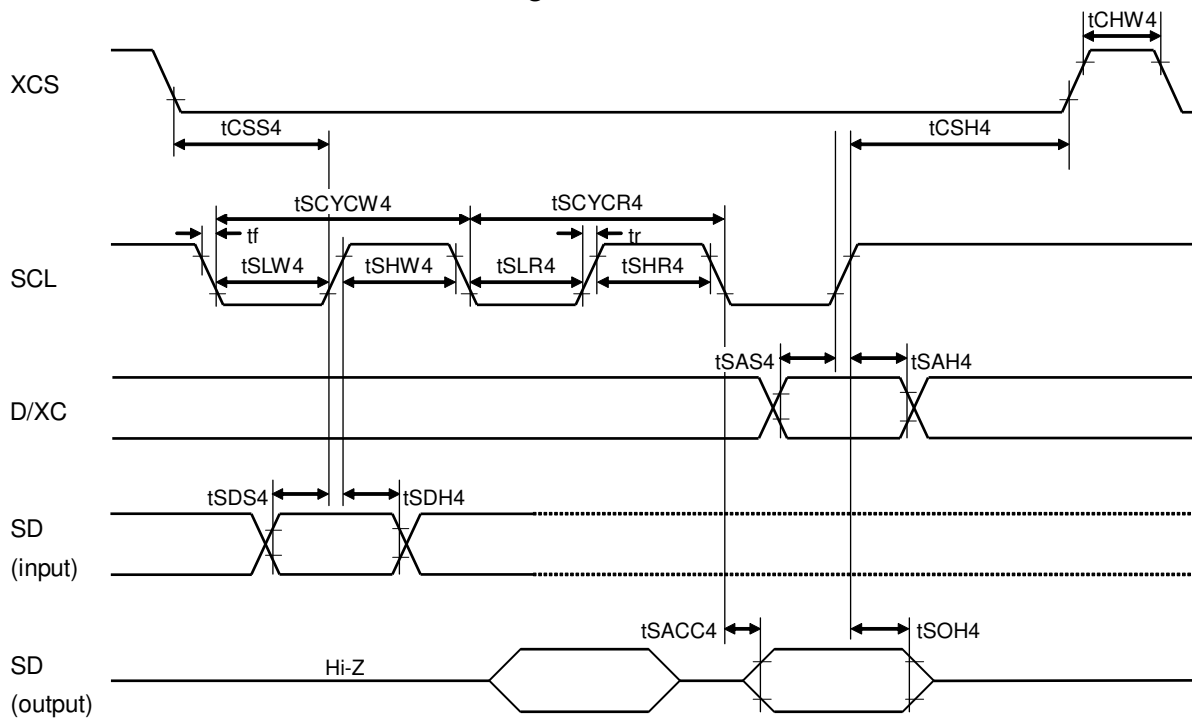 tCHW4
XCS
tCSS4
tCSH4
tSCYCW4
tSCYCR4
tf
tr
SCL
tSLW4
tSHW4
tSLR4
tSHR4
tSAS4
tSAH4
D/XC
tSDS4
tSDH4
SD
(input)
tSACC4
tSOH4
SD
(output)
Hi-Z